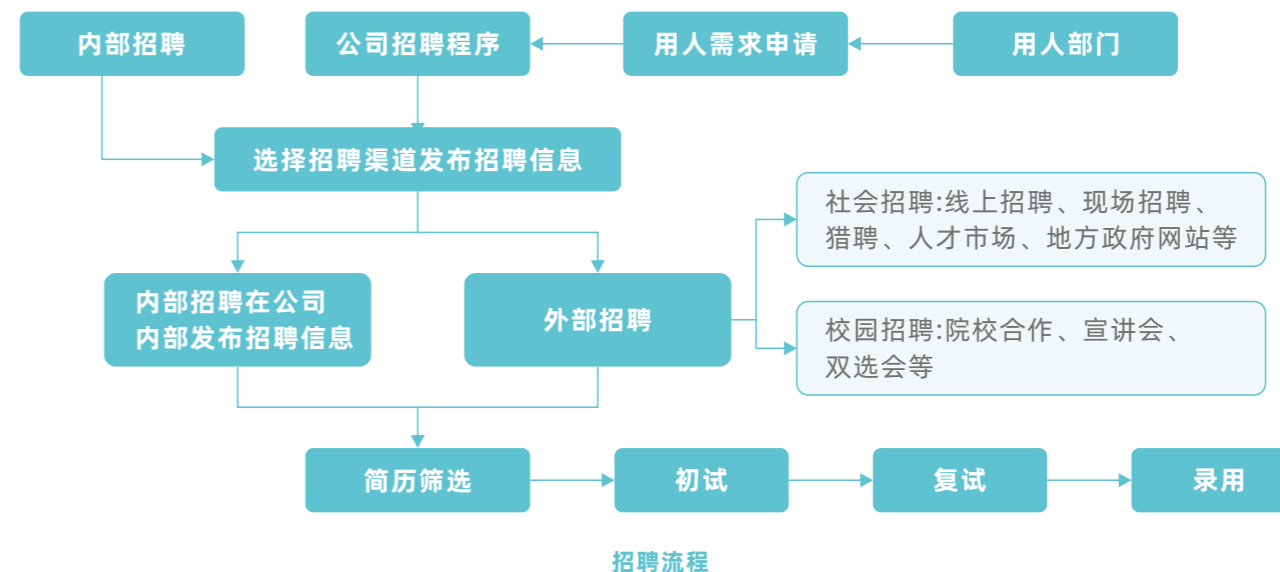 内部招聘
公司招聘程序
用人需求申请
用人部门
选择招聘渠道发布招聘信息
社会招聘:线上招聘、现场招聘、
猎聘、人才市场、地方政府网站等
内部招聘在公司
内部发布招聘信息
外部招聘
校园招聘:院校合作、宣讲会、
双选会等
简历筛选
初试
复试
录用
招聘流程